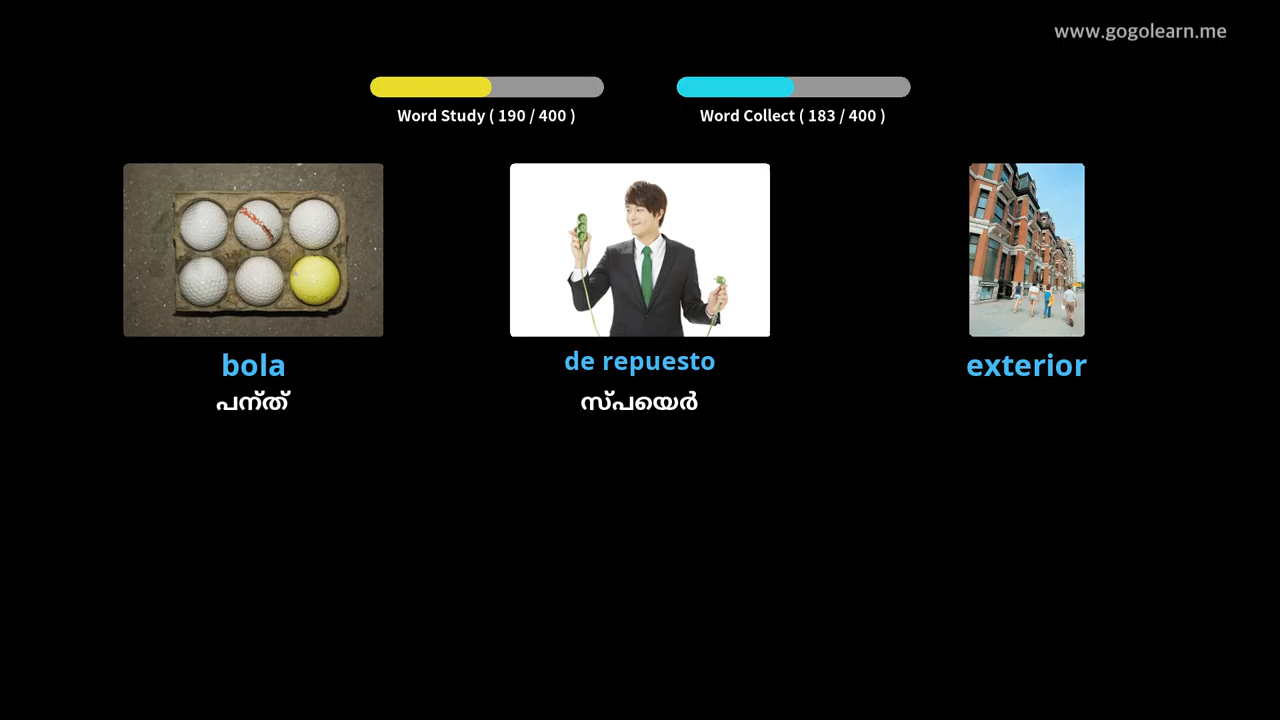 www.gogolearn.me
Word Study ( 190 / 400 )
Word Collect ( 183 / 400 )
bola
പന്ത്
de repuesto
സ്പയെർ
exterior